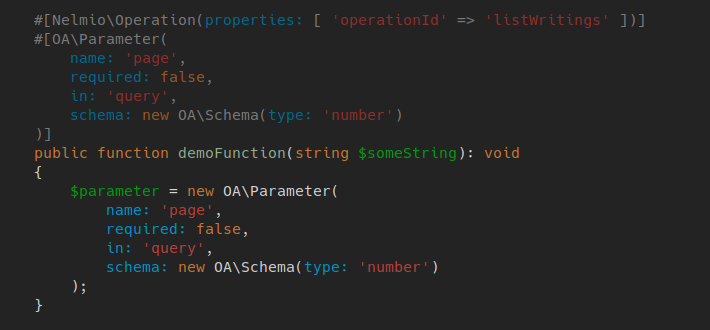 #[Nelmio\Operation(properties: [ 'operationId' => 'listWritings' ])]
#[OA\Parameter(
    name: 'page',
    required: false,
    in: 'query',
    schema: new OA\Schema(type: 'number')
)]
public function demoFunction(string $someString): void
{
    $parameter = new OA\Parameter(
        name: 'page',
        required: false,
        in: 'query',
        schema: new OA\Schema(type: 'number')
    );
}